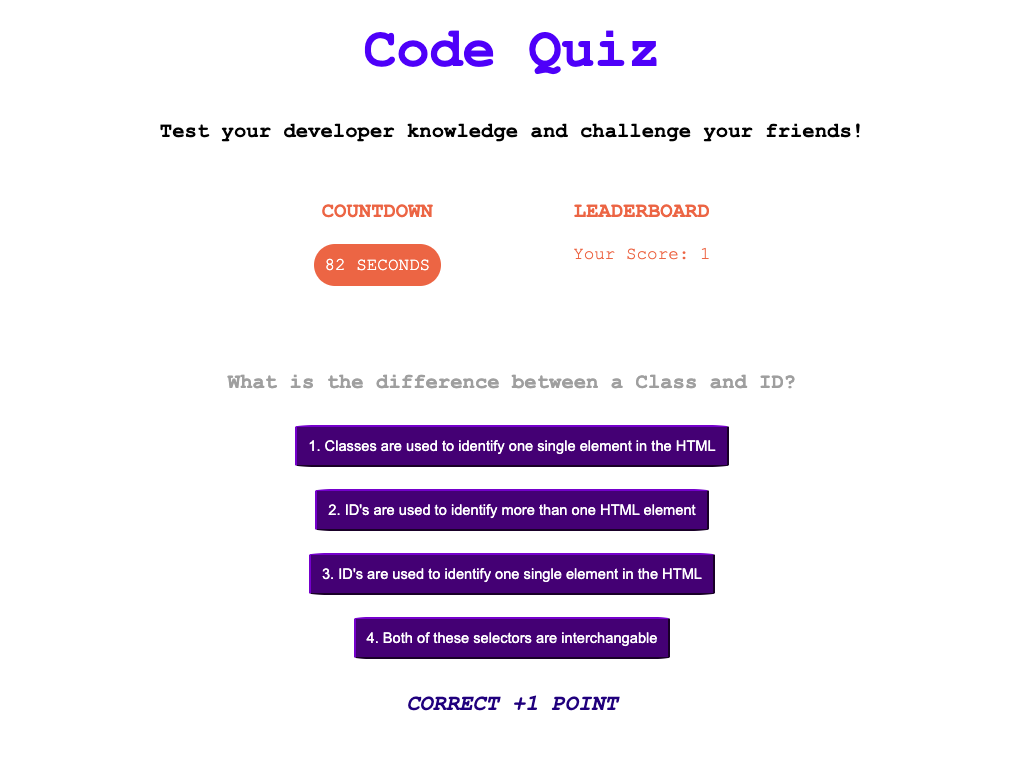 Code Quiz
Test your developer knowledge and challenge your friends!
COUNTDOWN
82 SECONDS
LEADERBOARD
Your Score: 1
What is the difference between a Class and ID?
1. Classes are used to identify one single element in the HTML
2. ID's are used to identify more than one HTML element
3. ID's are used to identify one single element in the HTML
4. Both of these selectors are interchangable
CORRECT +1 POINT